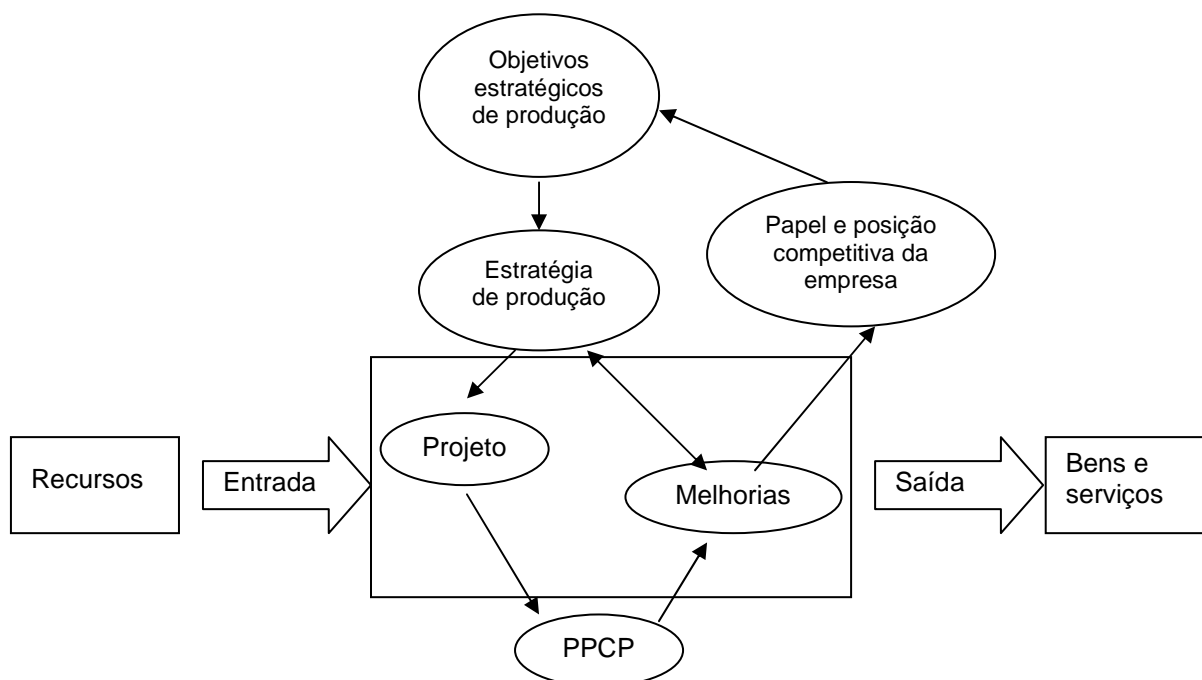 Objetivos
estratégicos
de produção
Papel e posição
competitiva da
empresa
Estratégia
de produção
Projeto
Recursos
Entrada
Melhorias
Saída
Bens e
serviços
PPCP